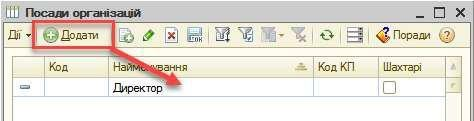 Посади організацій
Дії Додати Поради
Код Найменування Код КП Шахтарі
Директор